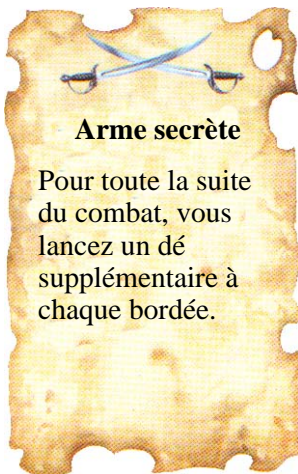 Arme secrète
Pour toute la suite
du combat, vous
lancez un dé
supplémentaire à
chaque bordée.